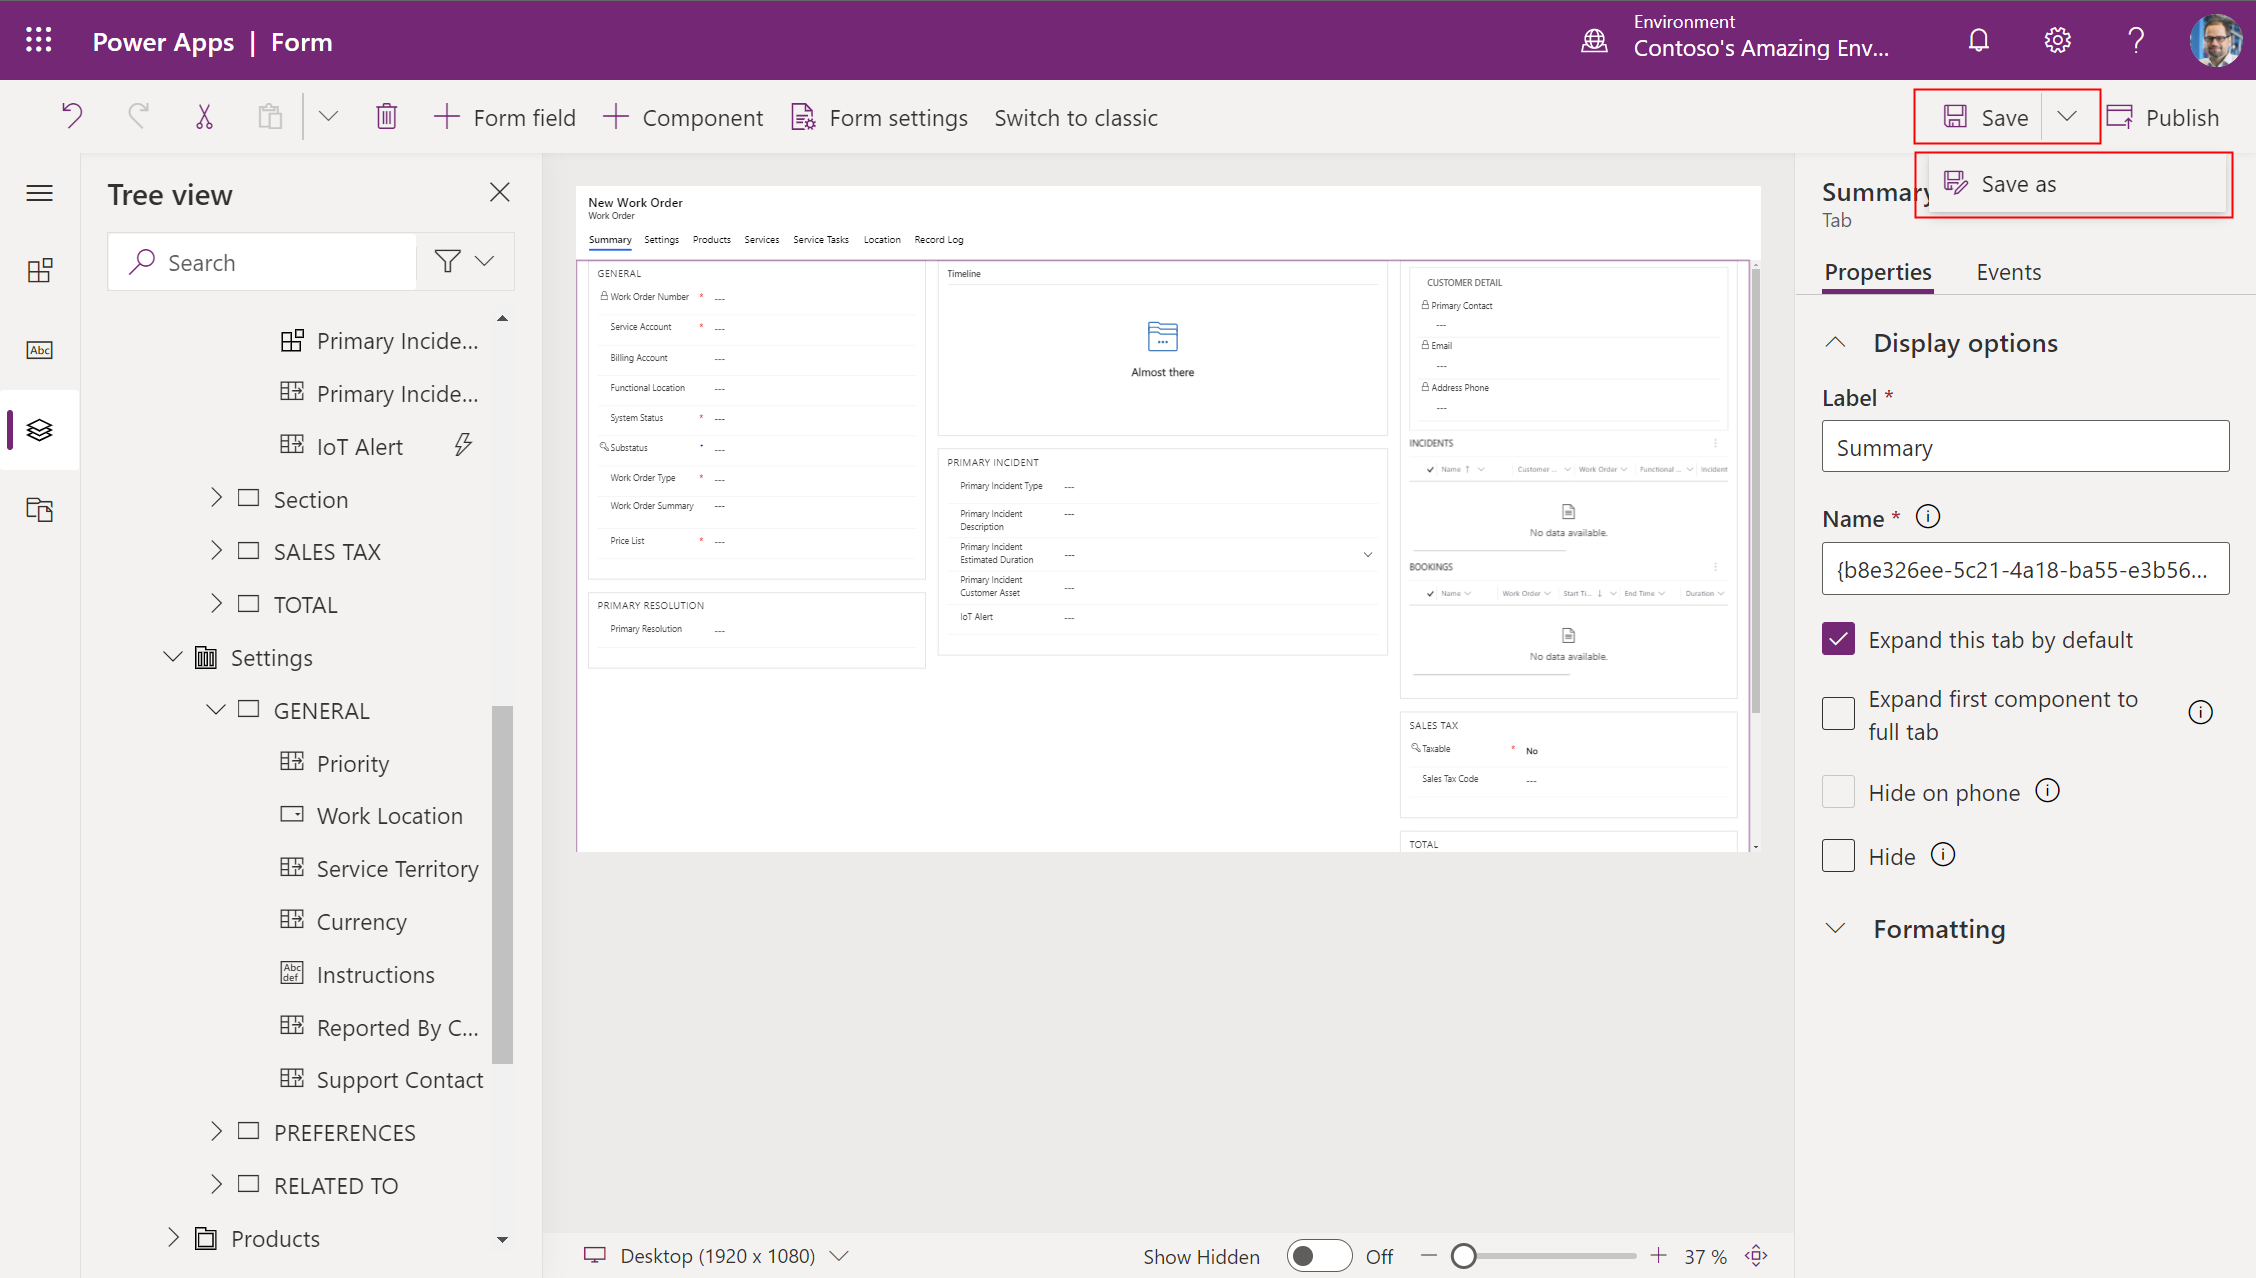 Power Apps | Form
Environment
Contoso's Amazing Env...
Form field
Component
Form settings
Switch to classic
Save
Publish
Save as
Tree view
Search
Primary Incide...
Primary Incide...
IoT Alert
Section
SALES TAX
TOTAL
Settings
GENERAL
Priority
Work Location
Service Territory
Currency
Abc
def
Instructions
Reported By C...
Support Contact
PREFERENCES
RELATED TO
Products
Abc
New Work Order
Work Order
Summary Settings Products Services Service Tasks Location Record Log
GENERAL
Work Order Number * ---
Service Account * ---
Billing Account ---
Functional Location ---
System Status * ---
Substatus * ---
Work Order Type * ---
Work Order Summary ---
Price List * ---
PRIMARY RESOLUTION
Primary Resolution ---
Timeline
Almost there
PRIMARY INCIDENT
Primary Incident Type ---
Primary Incident
Description ---
Primary Incident
Estimated Duration ---
Primary Incident
Customer Asset ---
IoT Alert ---
CUSTOMER DETAIL
Primary Contact
---
Email
---
Address Phone
---
INCIDENTS
Name Customer ... Work Order Functional ... Incident
No data available.
BOOKINGS
Name Work Order Start Ti... End Time Duration
No data available.
SALES TAX
Taxable * No
Sales Tax Code ---
TOTAL
Desktop (1920 x 1080)
Show Hidden
Off
37 %
Summary
Tab
Properties
Events
Display options
Label *
Summary
Name *
{b8e326ee-5c21-4a18-ba55-e3b56...
Expand this tab by default
Expand first component to
full tab
Hide on phone
Hide
Formatting